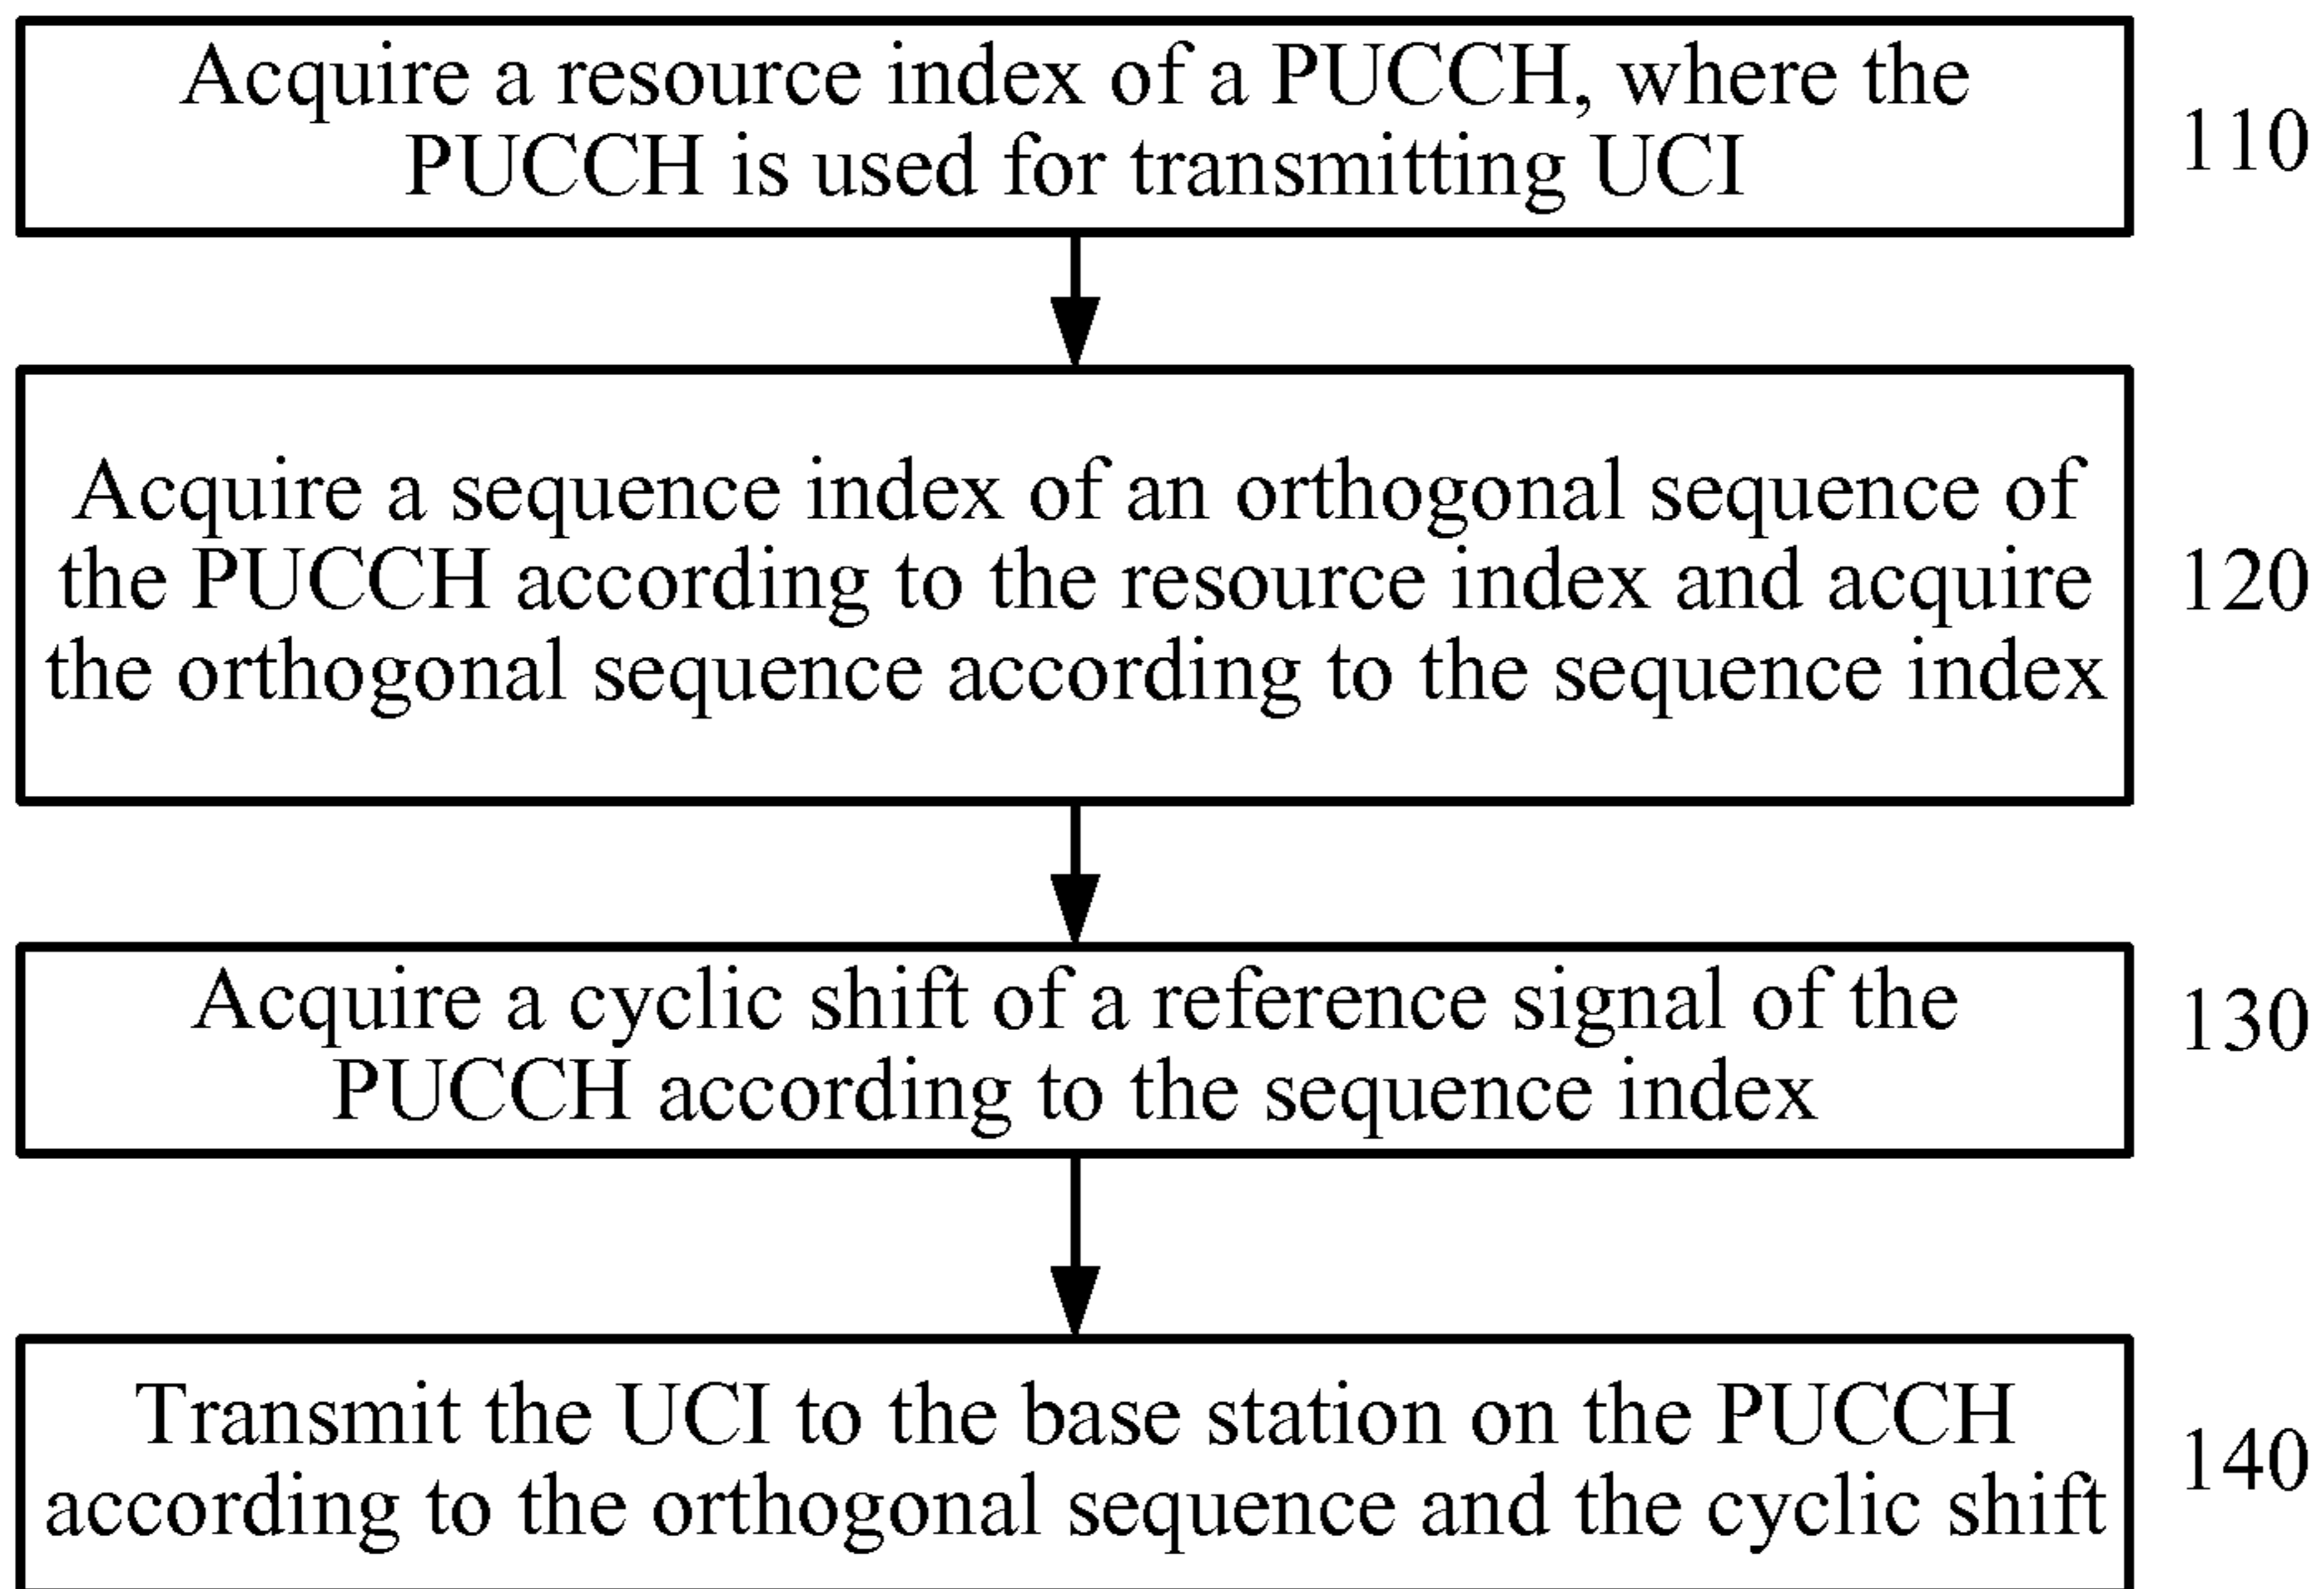 Acquire a resource index of a PUCCH, where the
PUCCH is used for transmitting UCI
110
Acquire a sequence index of an orthogonal sequence of
the PUCCH according to the resource index and acquire
the orthogonal sequence according to the sequence index
120
Acquire a cyclic shift of a reference signal of the
PUCCH according to the sequence index
130
Transmit the UCI to the base station on the PUCCH
according to the orthogonal sequence and the cyclic shift
140